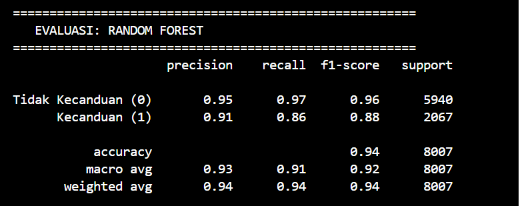 =====================================================
EVALUASI: RANDOM FOREST
=====================================================
precision recall f1-score support
Tidak Kecanduan (0) 0.95 0.97 0.96 5940
Kecanduan (1) 0.91 0.86 0.88 2067
accuracy 0.94 8007
macro avg 0.93 0.91 0.92 8007
weighted avg 0.94 0.94 0.94 8007